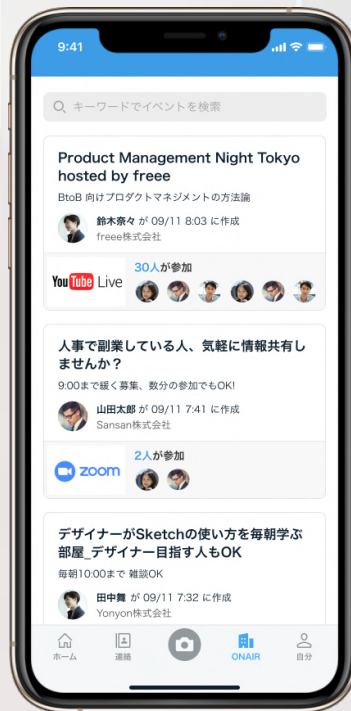 9:41
キーワードでイベントを検索
Product Management Night Tokyo
hosted by freee
BtoB 向けプロダクトマネジメントの方法論
鈴木奈々 が 09/11 8:03 に作成
freee株式会社
YouTube Live
30人が参加
人事で副業している人、気軽に情報共有し
ませんか？
9:00まで緩く募集、数分の参加でもOK!
山田太郎 が 09/11 7:41 に作成
Sansan株式会社
zoom
2人が参加
デザイナーがSketchの使い方を毎朝学ぶ
部屋_デザイナー目指す人もOK
毎朝10:00まで 雑談OK
田中舞 が 09/11 7:32 に作成
Yonyon株式会社
ホーム
連絡
ONAIR
自分